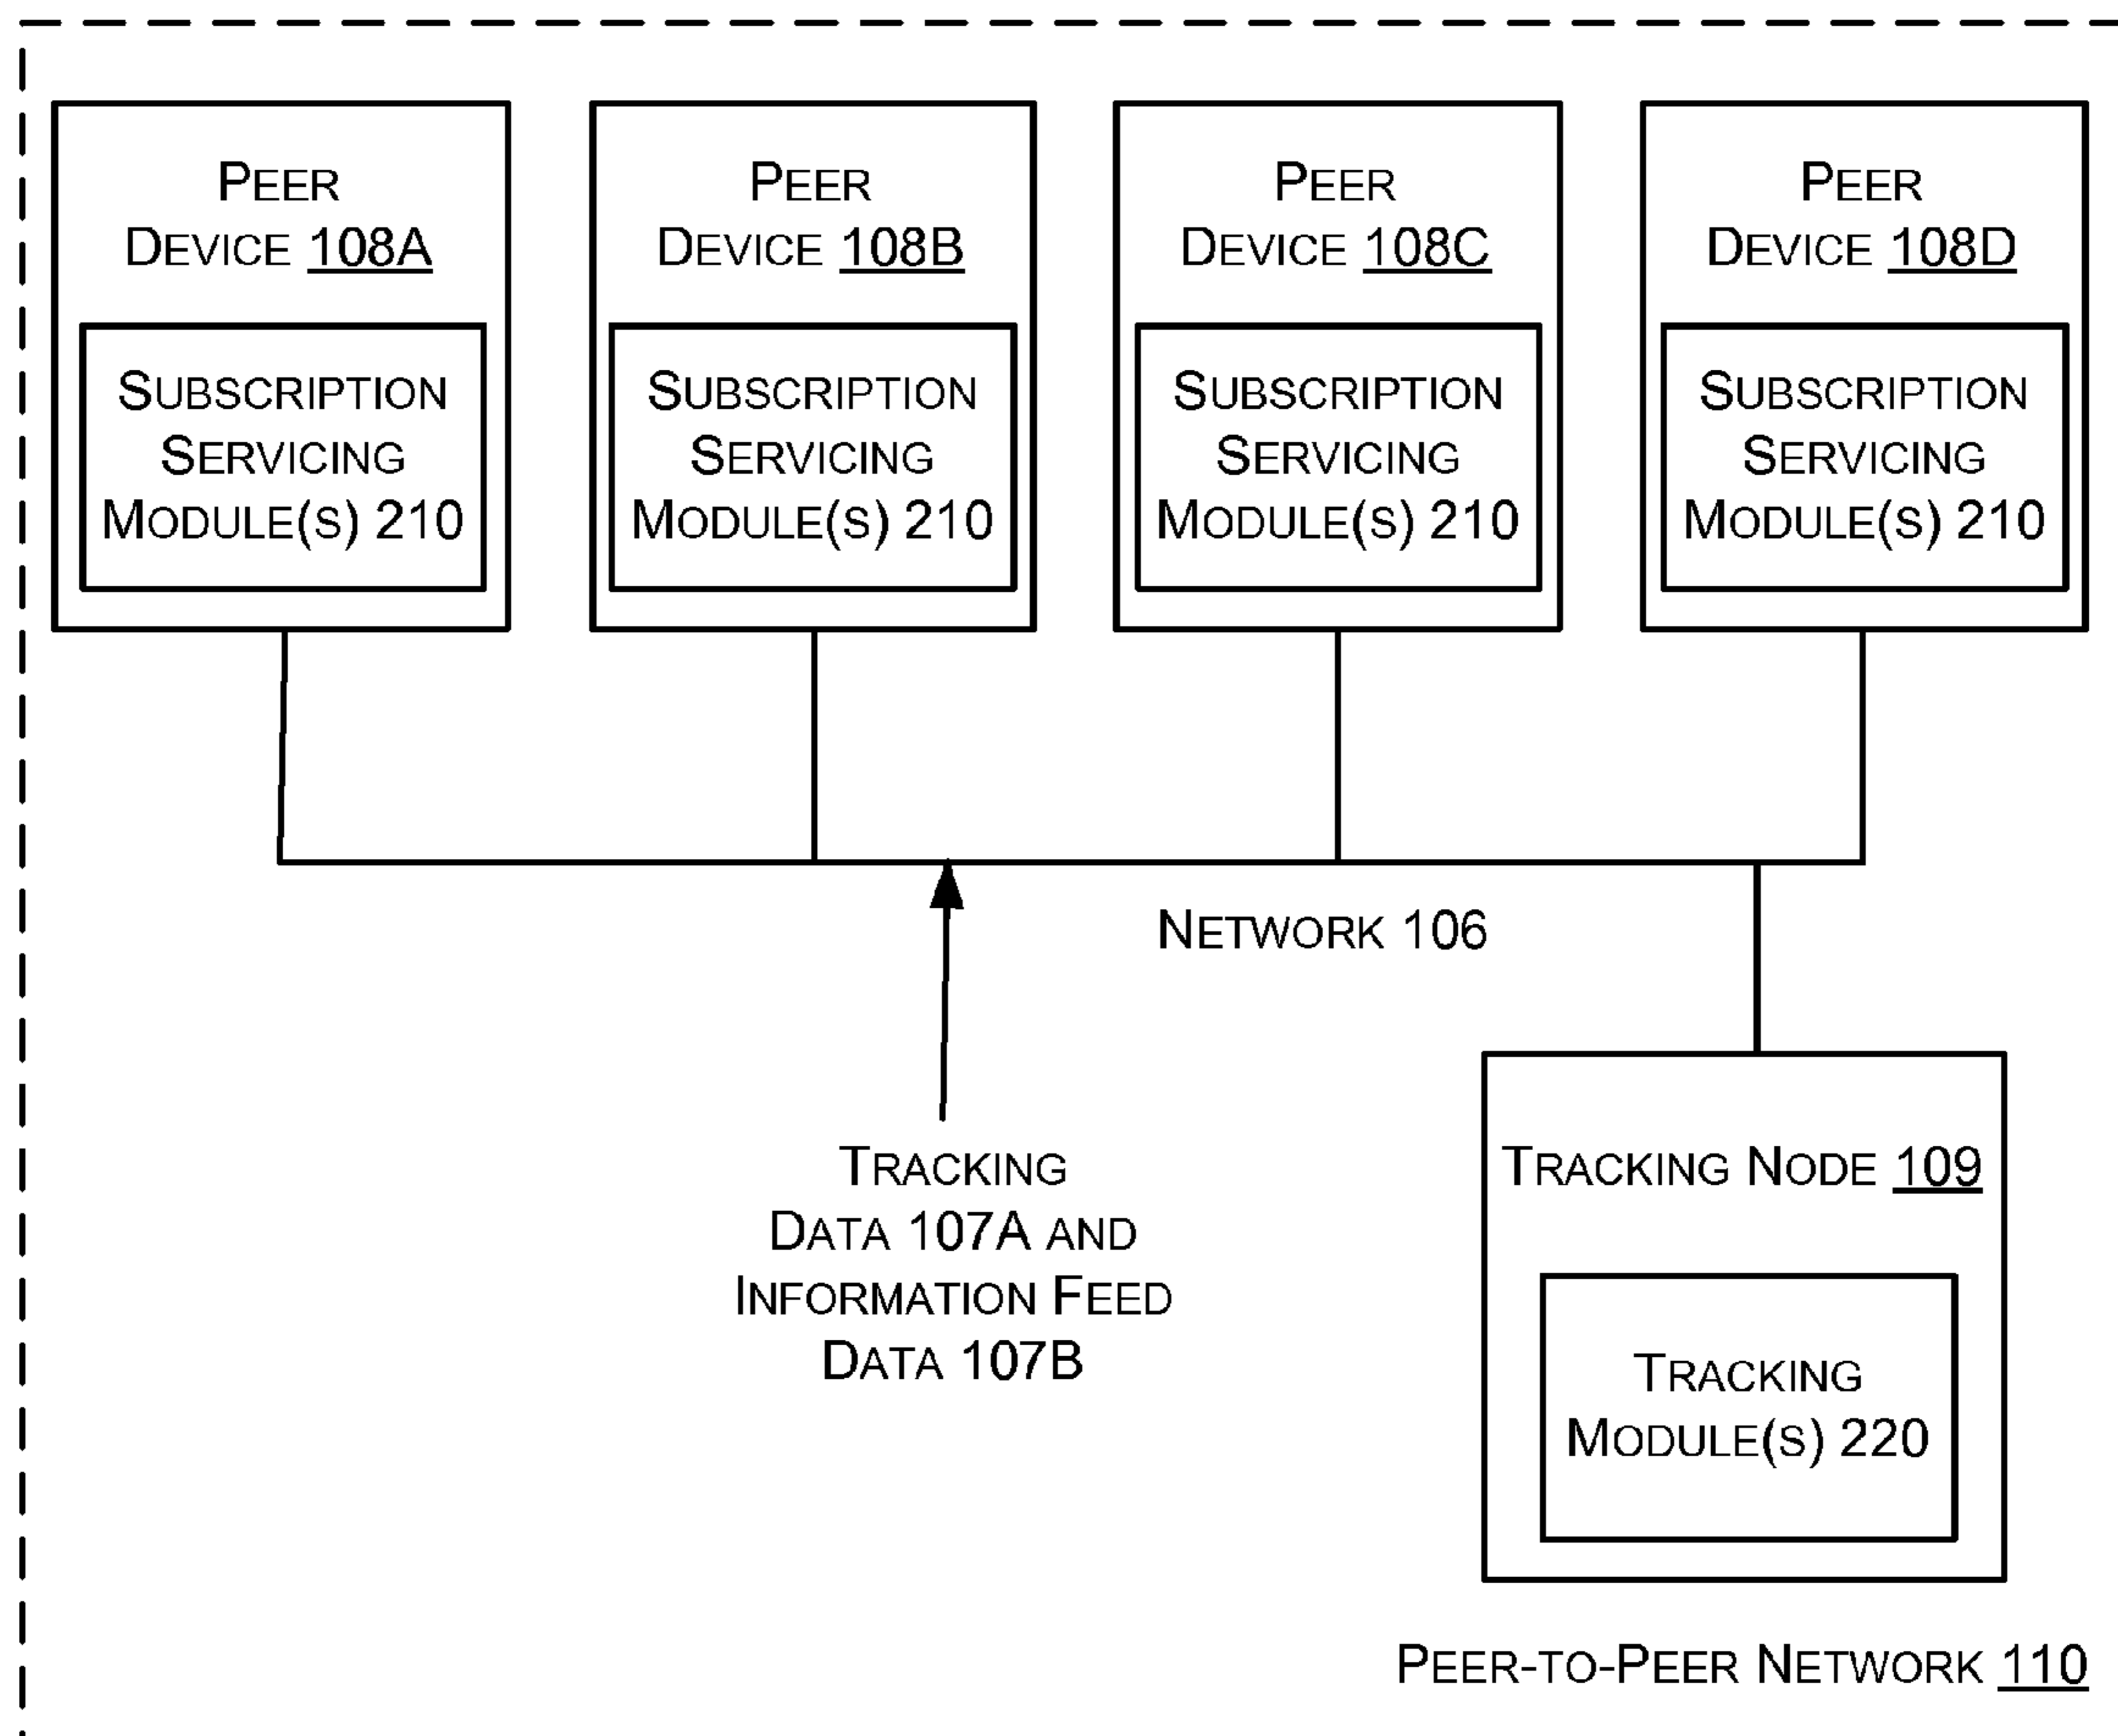 PEER
DEVICE 108A
SUBSCRIPTION
SERVICING
MODULE(S) 210
PEER
DEVICE 108B
SUBSCRIPTION
SERVICING
MODULE(S) 210
PEER
DEVICE 108C
SUBSCRIPTION
SERVICING
MODULE(S) 210
PEER
DEVICE 108D
SUBSCRIPTION
SERVICING
MODULE(S) 210
NETWORK 106
TRACKING
DATA 107A AND
INFORMATION FEED
DATA 107B
TRACKING NODE 109
TRACKING
MODULE(S) 220
PEER-TO-PEER NETWORK 110